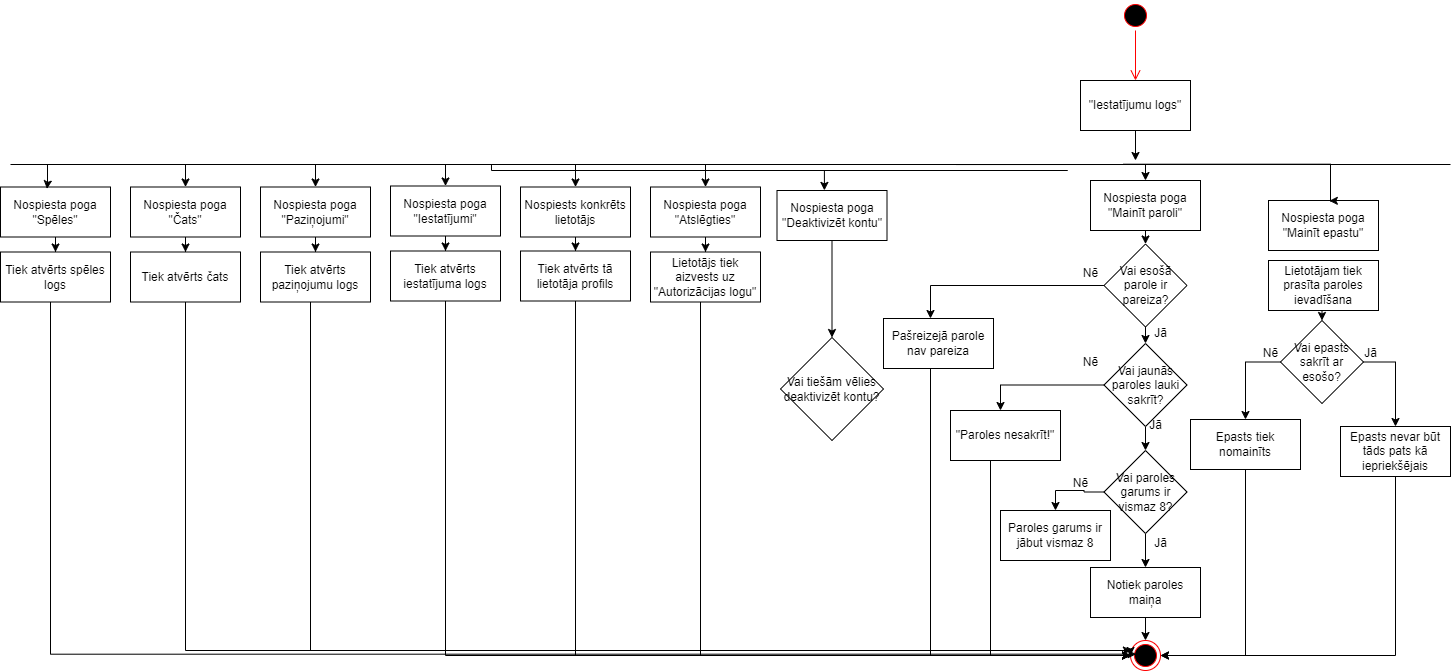 "Iestatījumu logs"
Nospiesta poga
"Spēles"
Nospiesta poga
"Čats"
Nospiesta poga
"Paziņojumi"
Nospiesta poga
"Iestatījumi"
Nospiests konkrēts
lietotājs
Nospiesta poga
"Atslēgties"
Nospiesta poga
"Deaktivizēt kontu"
Nospiesta poga
"Mainīt paroli"
Nospiesta poga
"Mainīt epastu"
Tiek atvērts spēles
logs
Tiek atvērts čats
Tiek atvērts
paziņojumu logs
Tiek atvērts
iestatījuma logs
Tiek atvērts tā
lietotāja profils
Lietotājs tiek
aizvests uz
"Autorizācijas logu"
Vai tiešām vēlies
deaktivizēt kontu?
Vai esošā
parole ir
pareiza?
Nē
Jā
Pašreizejā parole
nav pareiza
Vai jaunās
paroles lauki
sakrīt?
Nē
Jā
"Paroles nesakrīt!"
Vai paroles
garums ir
vismaz 8?
Nē
Jā
Paroles garums ir
jābut vismaz 8
Notiek paroles
maiņa
Lietotājam tiek
prasīta paroles
ievadīšana
Vai epasts
sakrīt ar
esošo?
Nē
Jā
Epasts tiek
nomainīts
Epasts nevar būt
tāds pats kā
iepriekšējais